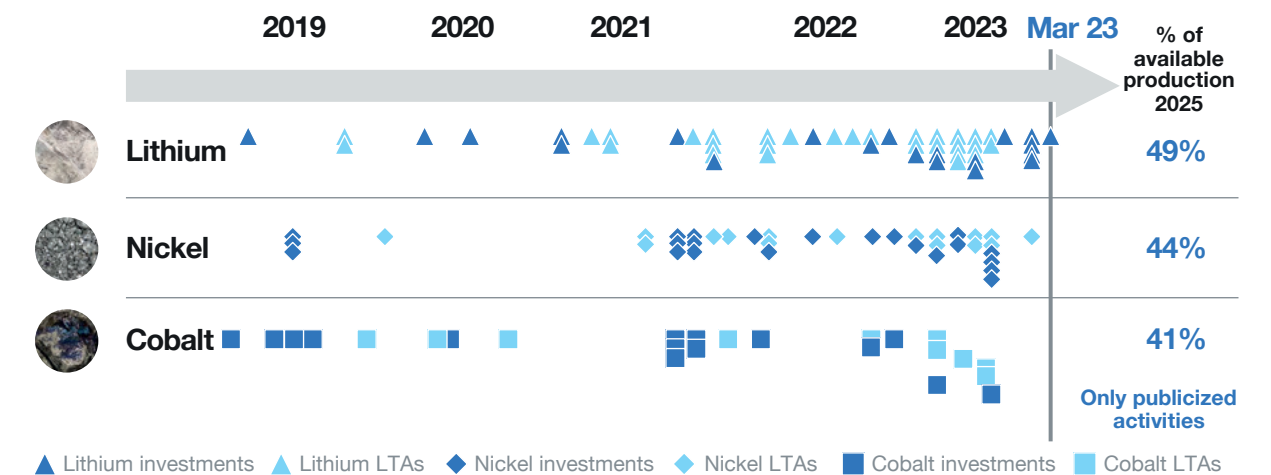 2019 2020 2021 2022 2023 Mar 23
% of
available
production
2025
Lithium 49%
Nickel 44%
Cobalt 41%
Only publicized
activities
Lithium investments Lithium LTAs Nickel investments Nickel LTAs Cobalt investments Cobalt LTAs